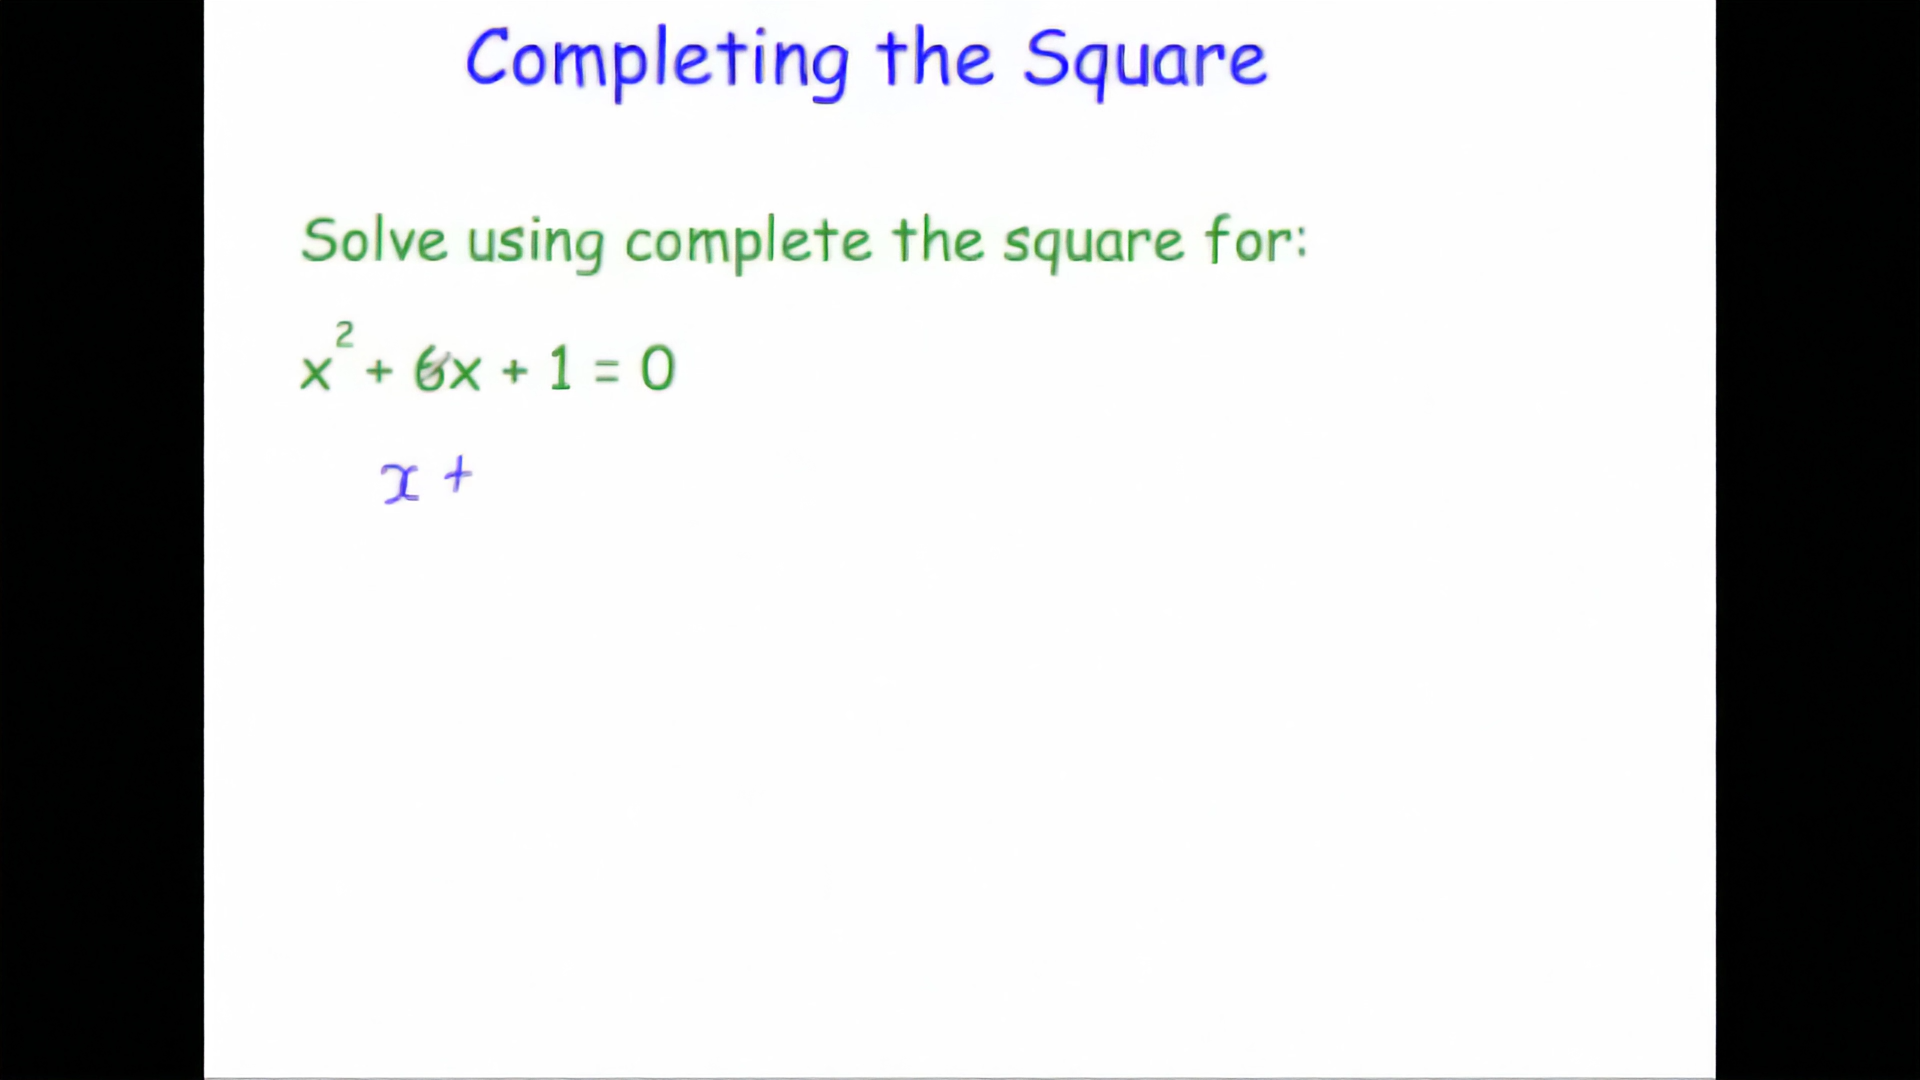 Completing the Square
Solve using complete the square for:
x² + 6x + 1 = 0
x +